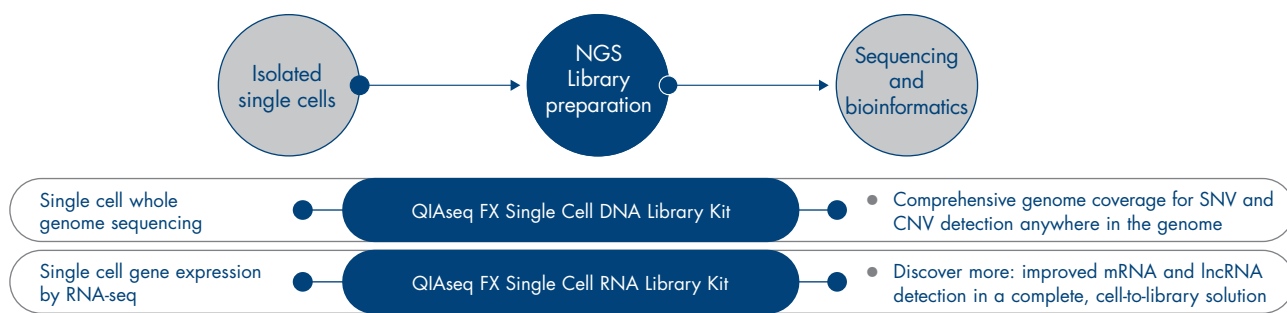 Isolated
single cells
NGS
Library
preparation
Sequencing
and
bioinformatics
Single cell whole
genome sequencing
QIAseq FX Single Cell DNA Library Kit
• Comprehensive genome coverage for SNV and
CNV detection anywhere in the genome
Single cell gene expression
by RNA-seq
QIAseq FX Single Cell RNA Library Kit
• Discover more: improved mRNA and lncRNA
detection in a complete, cell-to-library solution